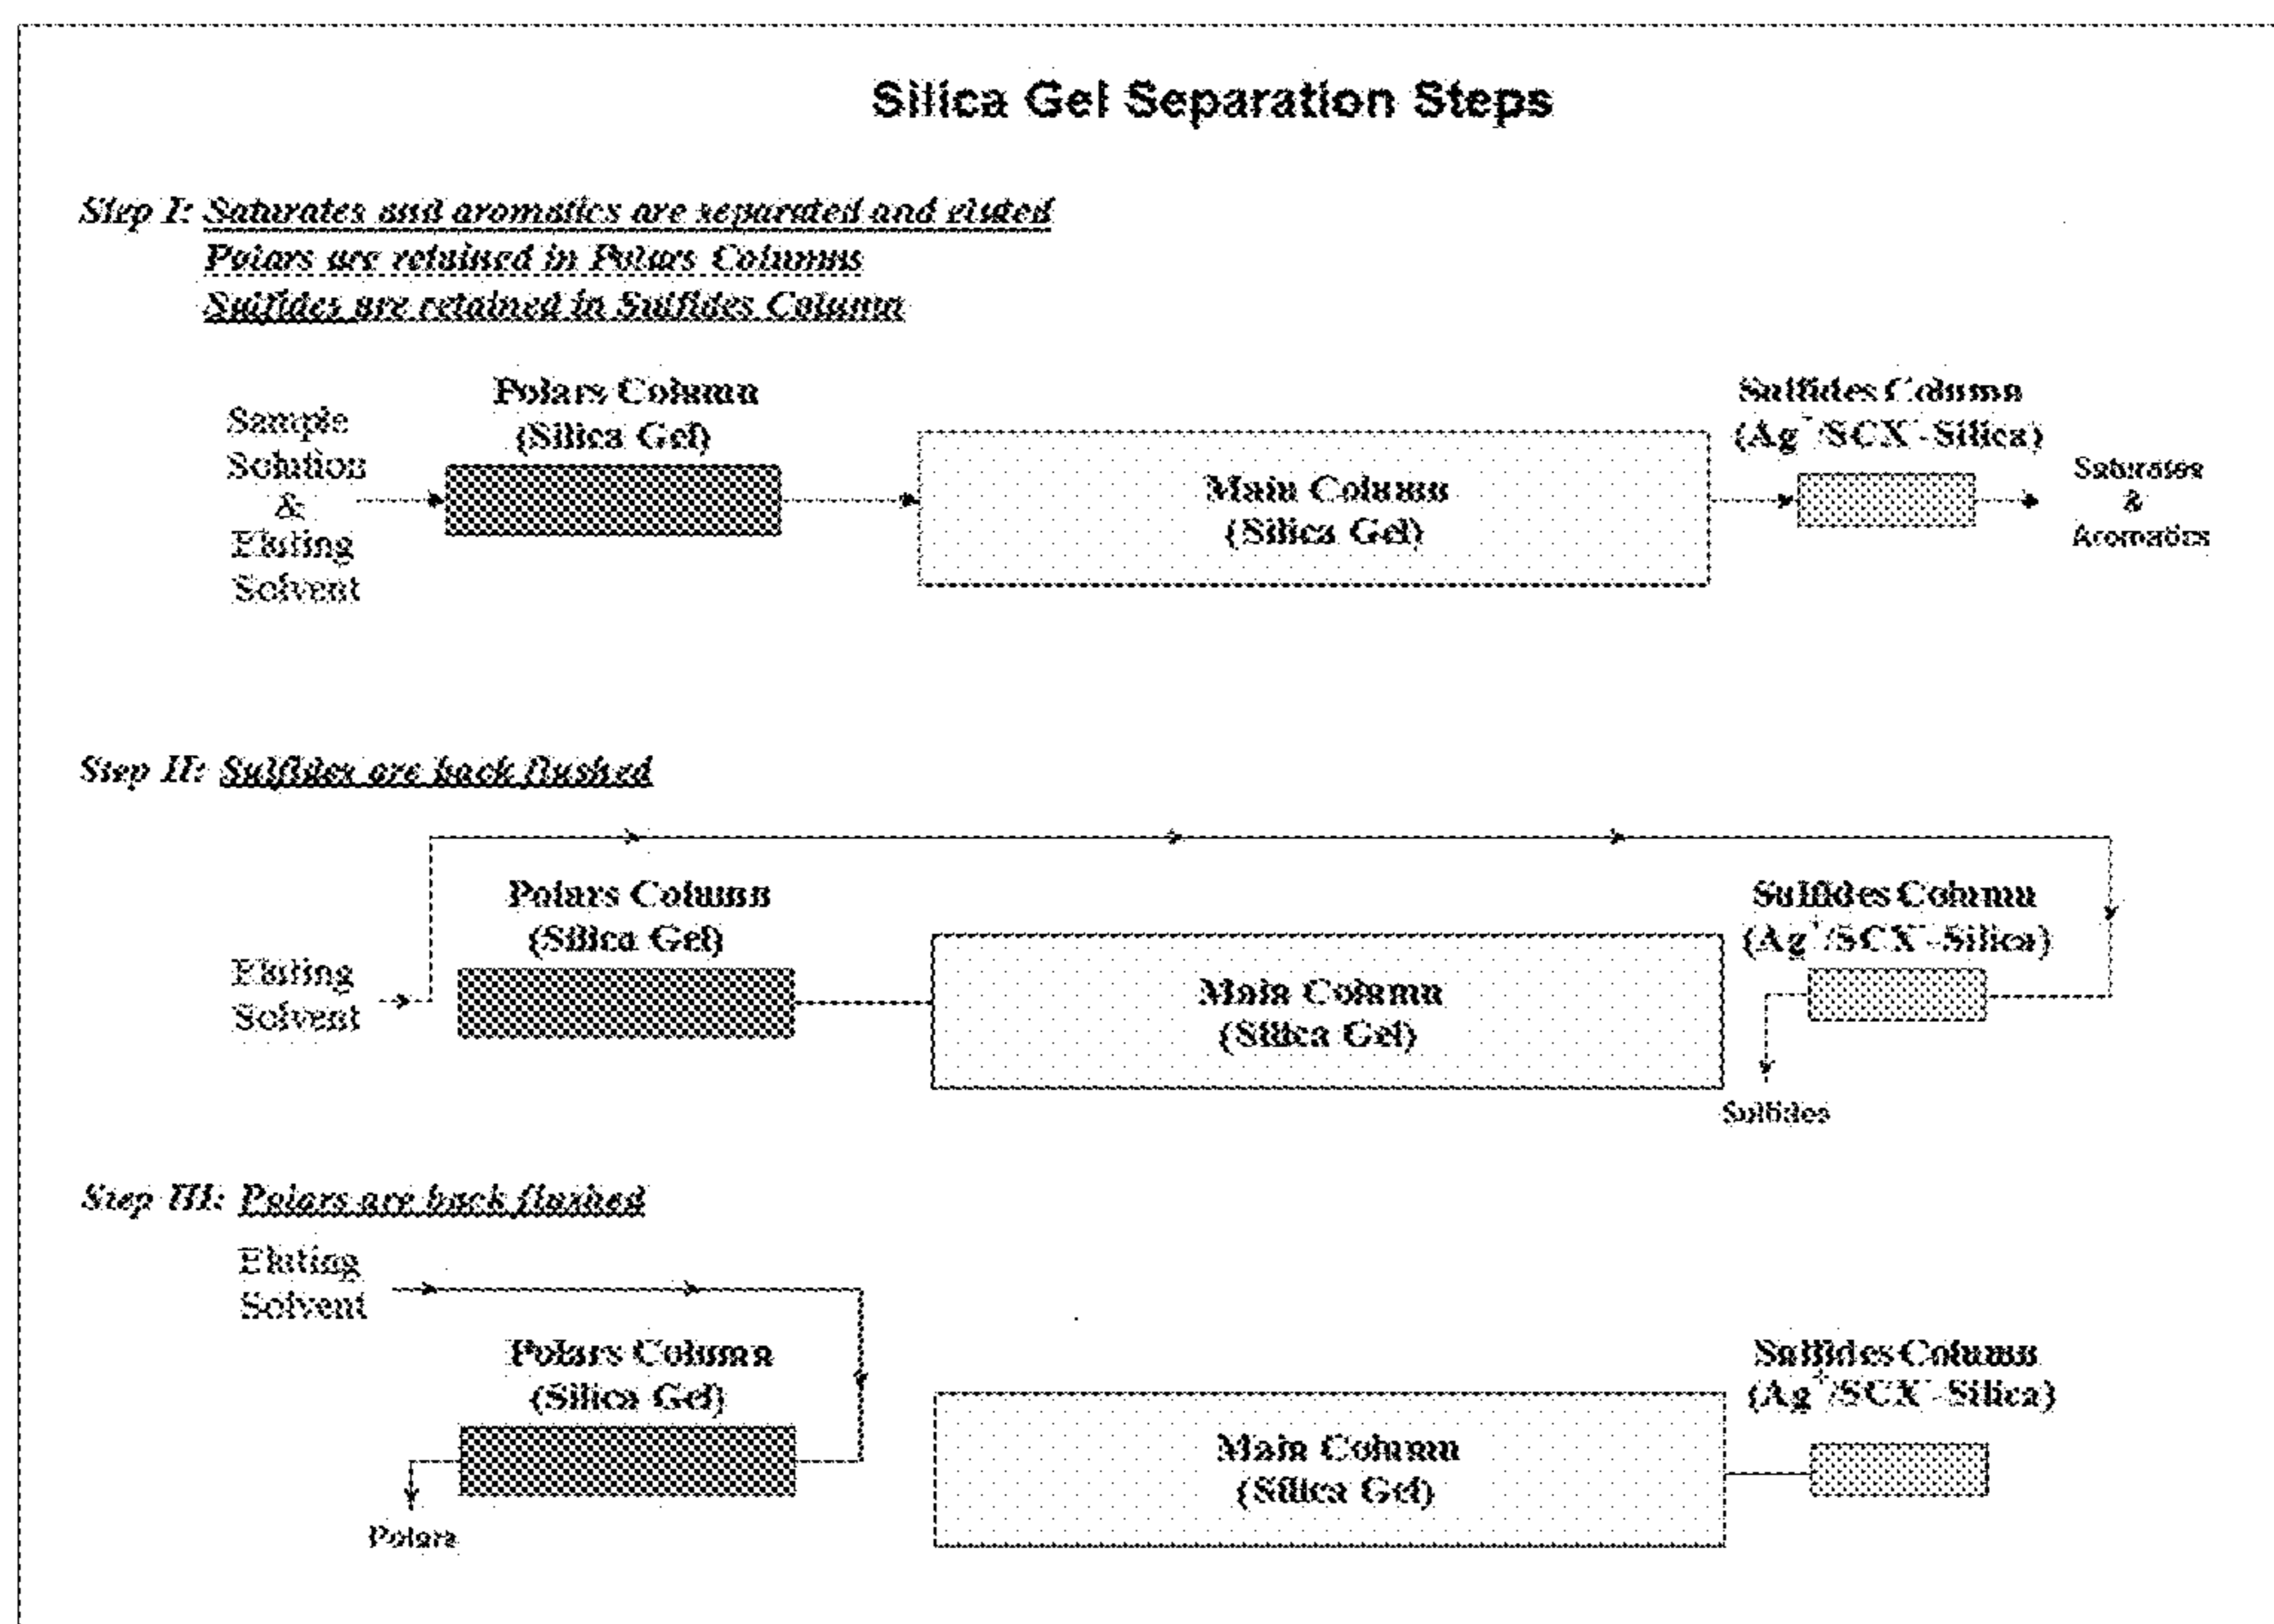 Silica Gel Separation Steps
Step I: Saturates and aromatics are separated and eluted
Polars are retained in Polars Columns
Sulfides are retained in Sulfides Column
Sample
Solution
&
Eluting
Solvent
Polars Column
(Silica Gel)
Main Column
(Silica Gel)
Sulfides Column
(Ag⁺/SCX⁻-Silica)
Saturates
&
Aromatics
Step II: Sulfides are back flushed
Eluting
Solvent
Polars Column
(Silica Gel)
Main Column
(Silica Gel)
Sulfides Column
(Ag⁺/SCX⁻-Silica)
Sulfides
Step III: Polars are back flushed
Eluting
Solvent
Polars Column
(Silica Gel)
Polars
Main Column
(Silica Gel)
Sulfides Column
(Ag⁺/SCX⁻-Silica)